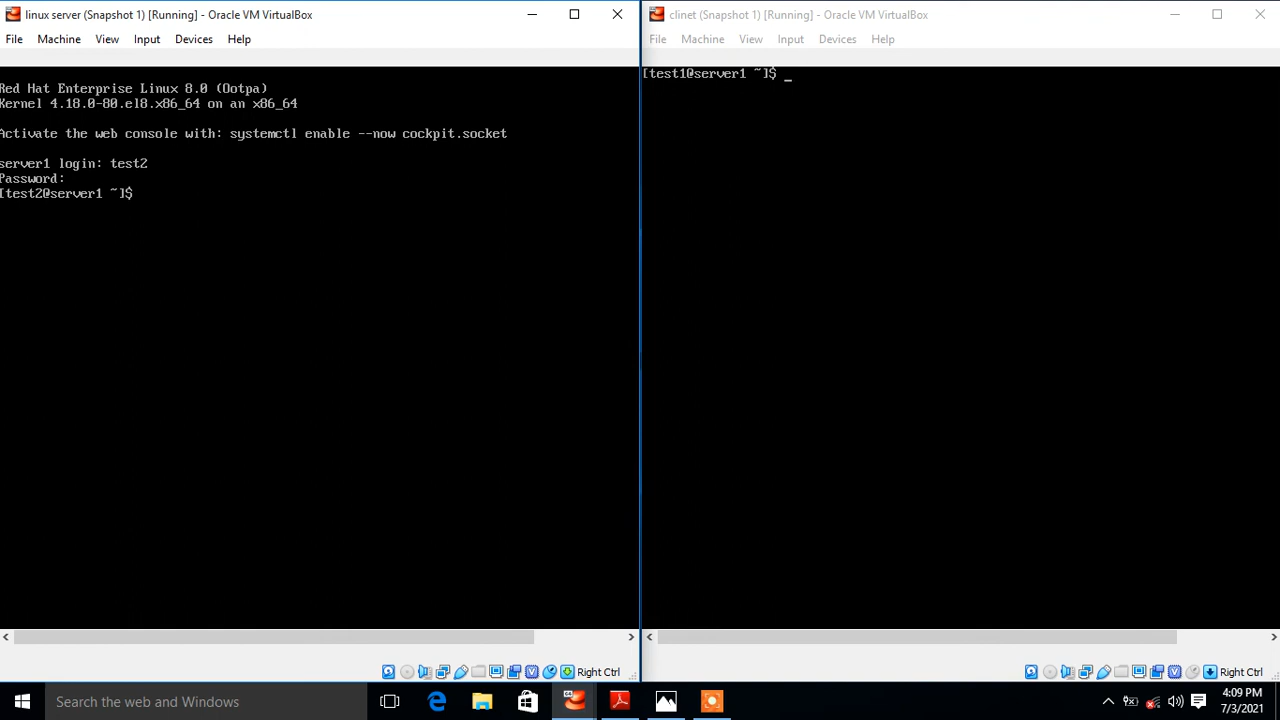 linux server (Snapshot 1) [Running] - Oracle VM VirtualBox
File Machine View Input Devices Help
Red Hat Enterprise Linux 8.0 (Ootpa)
Kernel 4.18.0-80.el8.x86_64 on an x86_64
Activate the web console with: systemctl enable --now cockpit.socket
server1 login: test2
Password:
[test2@server1 ~]$
Right Ctrl
clinet (Snapshot 1) [Running] - Oracle VM VirtualBox
File Machine View Input Devices Help
[test1@server1 ~]$ _
Right Ctrl
Search the web and Windows
4:09 PM
7/3/2021